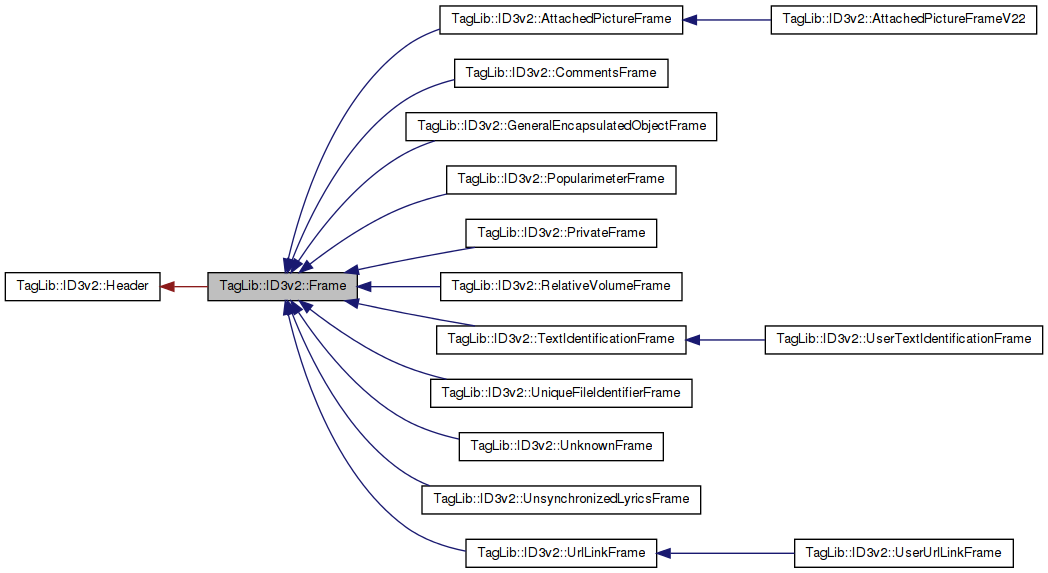 TagLib::ID3v2::AttachedPictureFrame
TagLib::ID3v2::AttachedPictureFrameV22
TagLib::ID3v2::CommentsFrame
TagLib::ID3v2::GeneralEncapsulatedObjectFrame
TagLib::ID3v2::PopularimeterFrame
TagLib::ID3v2::PrivateFrame
TagLib::ID3v2::Header
TagLib::ID3v2::Frame
TagLib::ID3v2::RelativeVolumeFrame
TagLib::ID3v2::TextIdentificationFrame
TagLib::ID3v2::UserTextIdentificationFrame
TagLib::ID3v2::UniqueFileIdentifierFrame
TagLib::ID3v2::UnknownFrame
TagLib::ID3v2::UnsynchronizedLyricsFrame
TagLib::ID3v2::UrlLinkFrame
TagLib::ID3v2::UserUrlLinkFrame